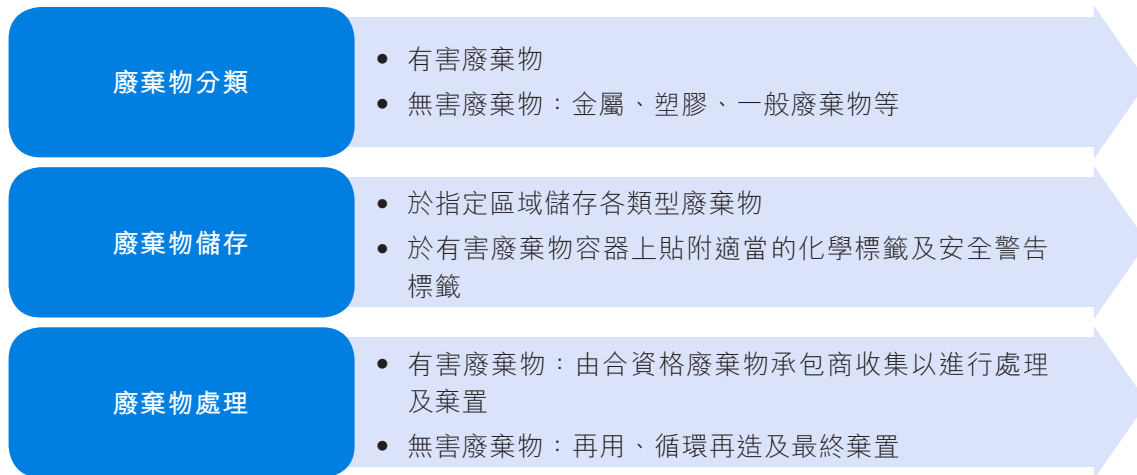 廢棄物分類
• 有害廢棄物
• 無害廢棄物：金屬、塑膠、一般廢棄物等
廢棄物儲存
• 於指定區域儲存各類型廢棄物
• 於有害廢棄物容器上貼附適當的化學標籤及安全警告
標籤
廢棄物處理
• 有害廢棄物：由合資格廢棄物承包商收集以進行處理
及棄置
• 無害廢棄物：再用、循環再造及最終棄置